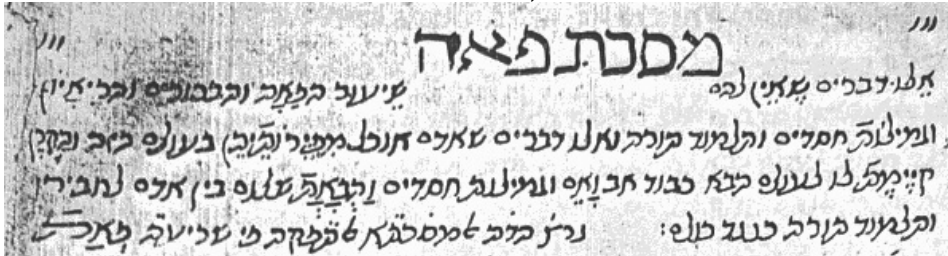 מסכת פאה
אלו דברים שאין להם שיעור הפאה והבכורים והראיון
וגמילות חסדים ותלמוד תורה ואלו דברים שאדם אוכל מפירותיהן בעולם הזה והקרן
קיימת לו לעולם הבא כבוד אב ואם וגמילות חסדים והבאת שלום בין אדם לחבירו
ותלמוד תורה כנגד כולם: